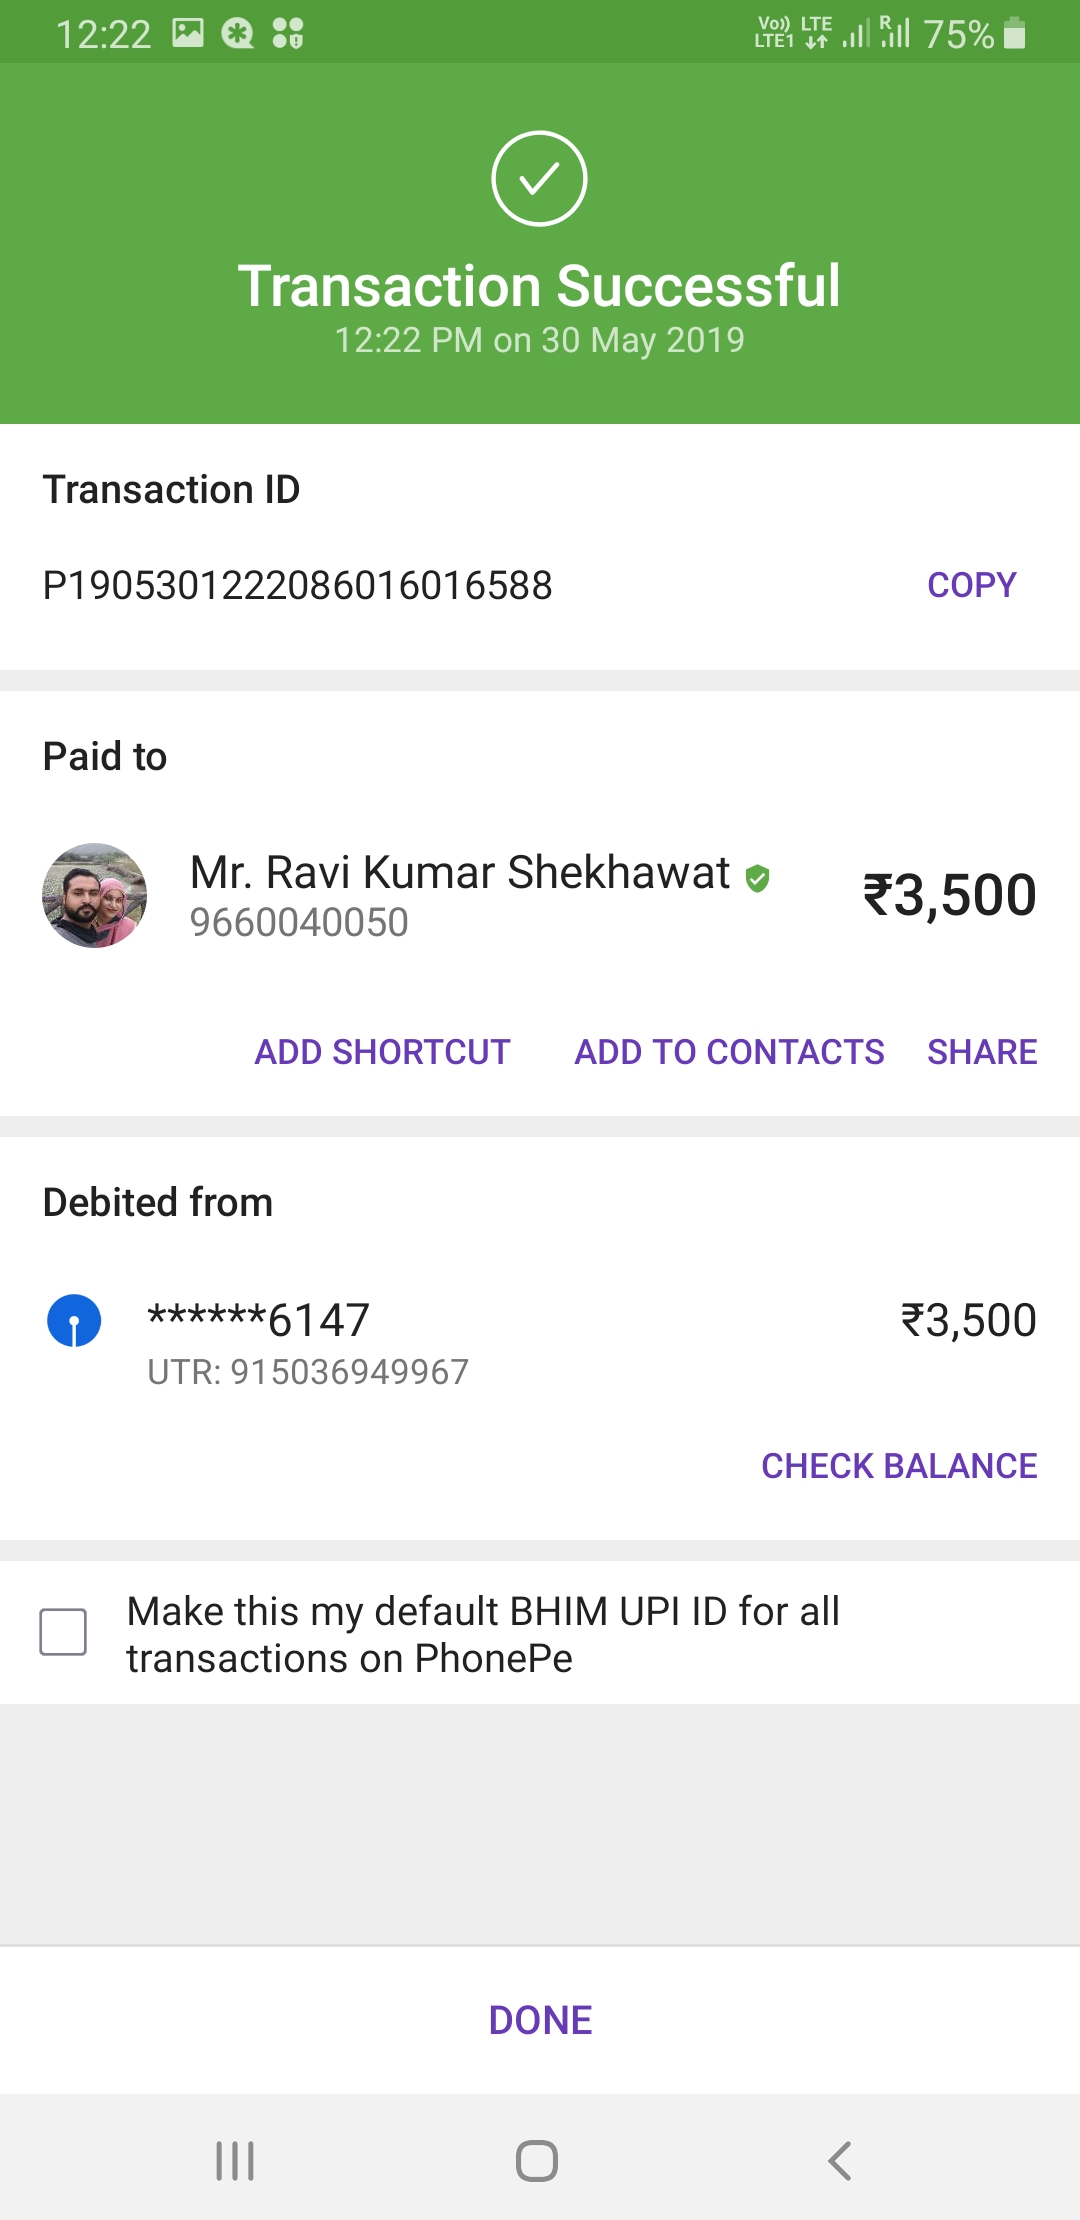 12:22 Vo)) LTE1 LTE R 75%
Transaction Successful
12:22 PM on 30 May 2019
Transaction ID
P1905301222086016016588 COPY
Paid to
Mr. Ravi Kumar Shekhawat ₹3,500
9660040050
ADD SHORTCUT ADD TO CONTACTS SHARE
Debited from
******6147 ₹3,500
UTR: 915036949967
CHECK BALANCE
Make this my default BHIM UPI ID for all
transactions on PhonePe
DONE